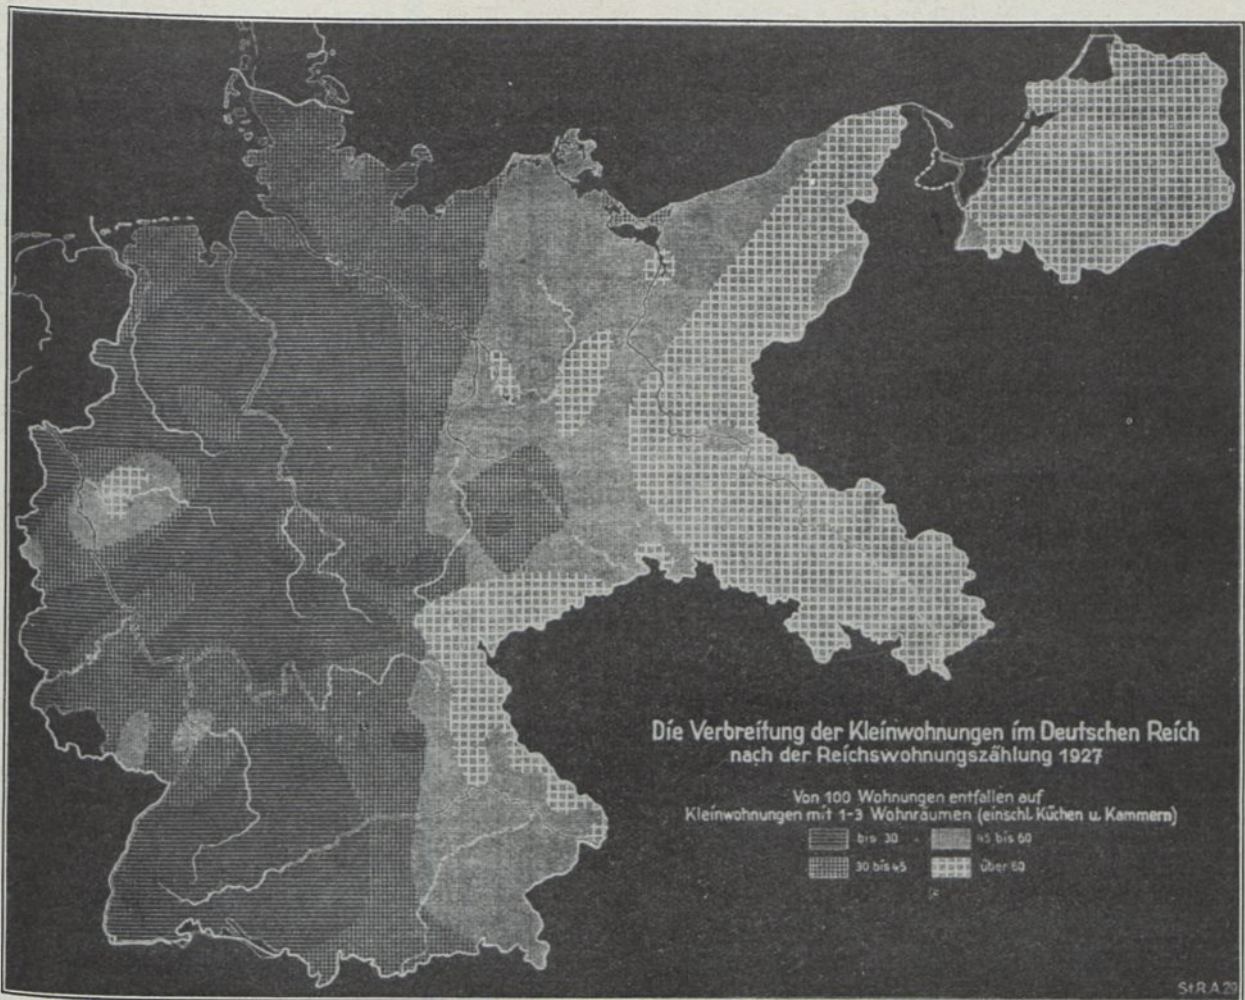 Die Verbreitung der Kleinwohnungen im Deutschen Reich
nach der Reichswohnungszählung 1927
Von 100 Wohnungen entfallen auf
Kleinwohnungen mit 1-3 Wohnräumen (einschl. Küchen u. Kammern)
bis 30
45 bis 60
30 bis 45
über 60
St.R.A.29